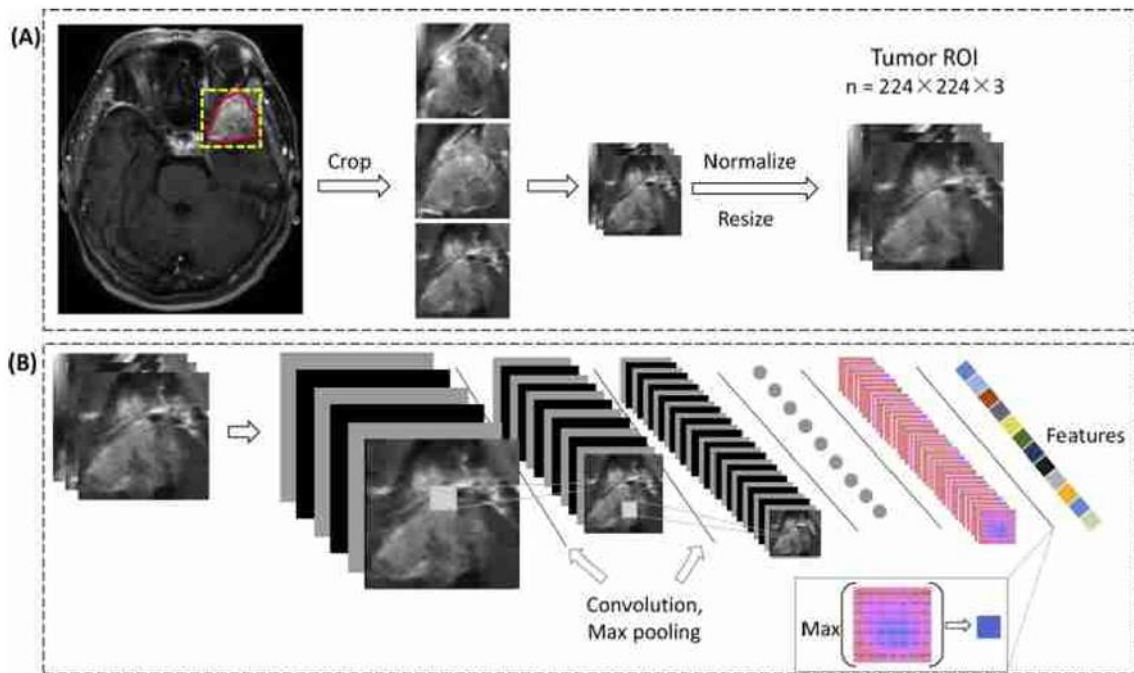 (A)
Crop
Normalize
Resize
Tumor ROI
n = 224×224×3
(B)
Convolution,
Max pooling
Features
Max